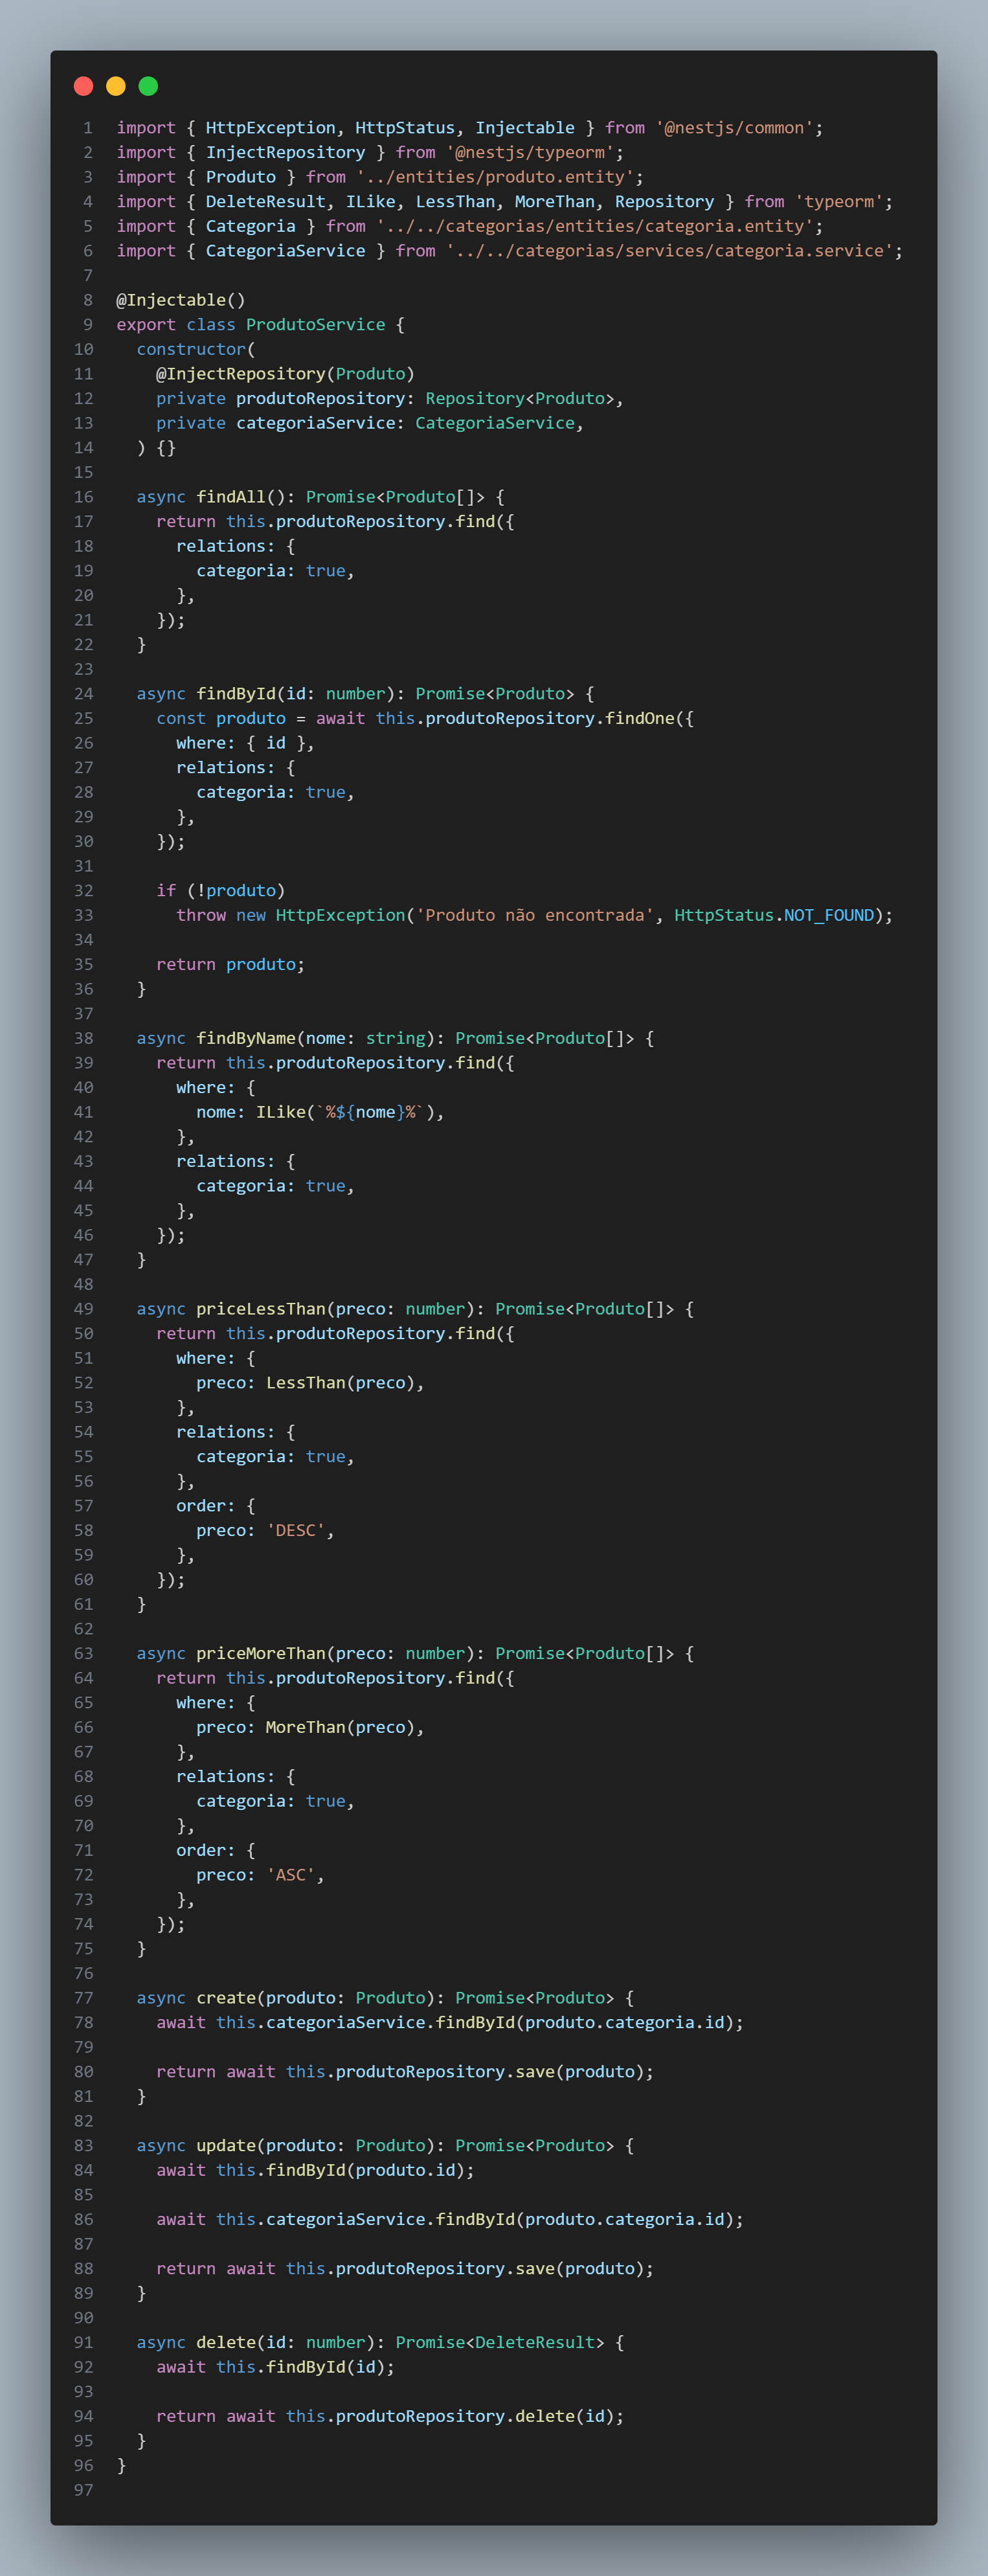 1 import { HttpException, HttpStatus, Injectable } from '@nestjs/common';
2 import { InjectRepository } from '@nestjs/typeorm';
3 import { Produto } from '../entities/produto.entity';
4 import { DeleteResult, ILike, LessThan, MoreThan, Repository } from 'typeorm';
5 import { Categoria } from '../../categorias/entities/categoria.entity';
6 import { CategoriaService } from '../../categorias/services/categoria.service';
7
8 @Injectable()
9 export class ProdutoService {
10   constructor(
11     @InjectRepository(Produto)
12     private produtoRepository: Repository<Produto>,
13     private categoriaService: CategoriaService,
14   ) {}
15
16   async findAll(): Promise<Produto[]> {
17     return this.produtoRepository.find({
18       relations: {
19         categoria: true,
20       },
21     });
22   }
23
24   async findById(id: number): Promise<Produto> {
25     const produto = await this.produtoRepository.findOne({
26       where: { id },
27       relations: {
28         categoria: true,
29       },
30     });
31
32     if (!produto)
33       throw new HttpException('Produto não encontrada', HttpStatus.NOT_FOUND);
34
35     return produto;
36   }
37
38   async findByName(nome: string): Promise<Produto[]> {
39     return this.produtoRepository.find({
40       where: {
41         nome: ILike(`%${nome}%`),
42       },
43       relations: {
44         categoria: true,
45       },
46     });
47   }
48
49   async priceLessThan(preco: number): Promise<Produto[]> {
50     return this.produtoRepository.find({
51       where: {
52         preco: LessThan(preco),
53       },
54       relations: {
55         categoria: true,
56       },
57       order: {
58         preco: 'DESC',
59       },
60     });
61   }
62
63   async priceMoreThan(preco: number): Promise<Produto[]> {
64     return this.produtoRepository.find({
65       where: {
66         preco: MoreThan(preco),
67       },
68       relations: {
69         categoria: true,
70       },
71       order: {
72         preco: 'ASC',
73       },
74     });
75   }
76
77   async create(produto: Produto): Promise<Produto> {
78     await this.categoriaService.findById(produto.categoria.id);
79
80     return await this.produtoRepository.save(produto);
81   }
82
83   async update(produto: Produto): Promise<Produto> {
84     await this.findById(produto.id);
85
86     await this.categoriaService.findById(produto.categoria.id);
87
88     return await this.produtoRepository.save(produto);
89   }
90
91   async delete(id: number): Promise<DeleteResult> {
92     await this.findById(id);
93
94     return await this.produtoRepository.delete(id);
95   }
96 }
97